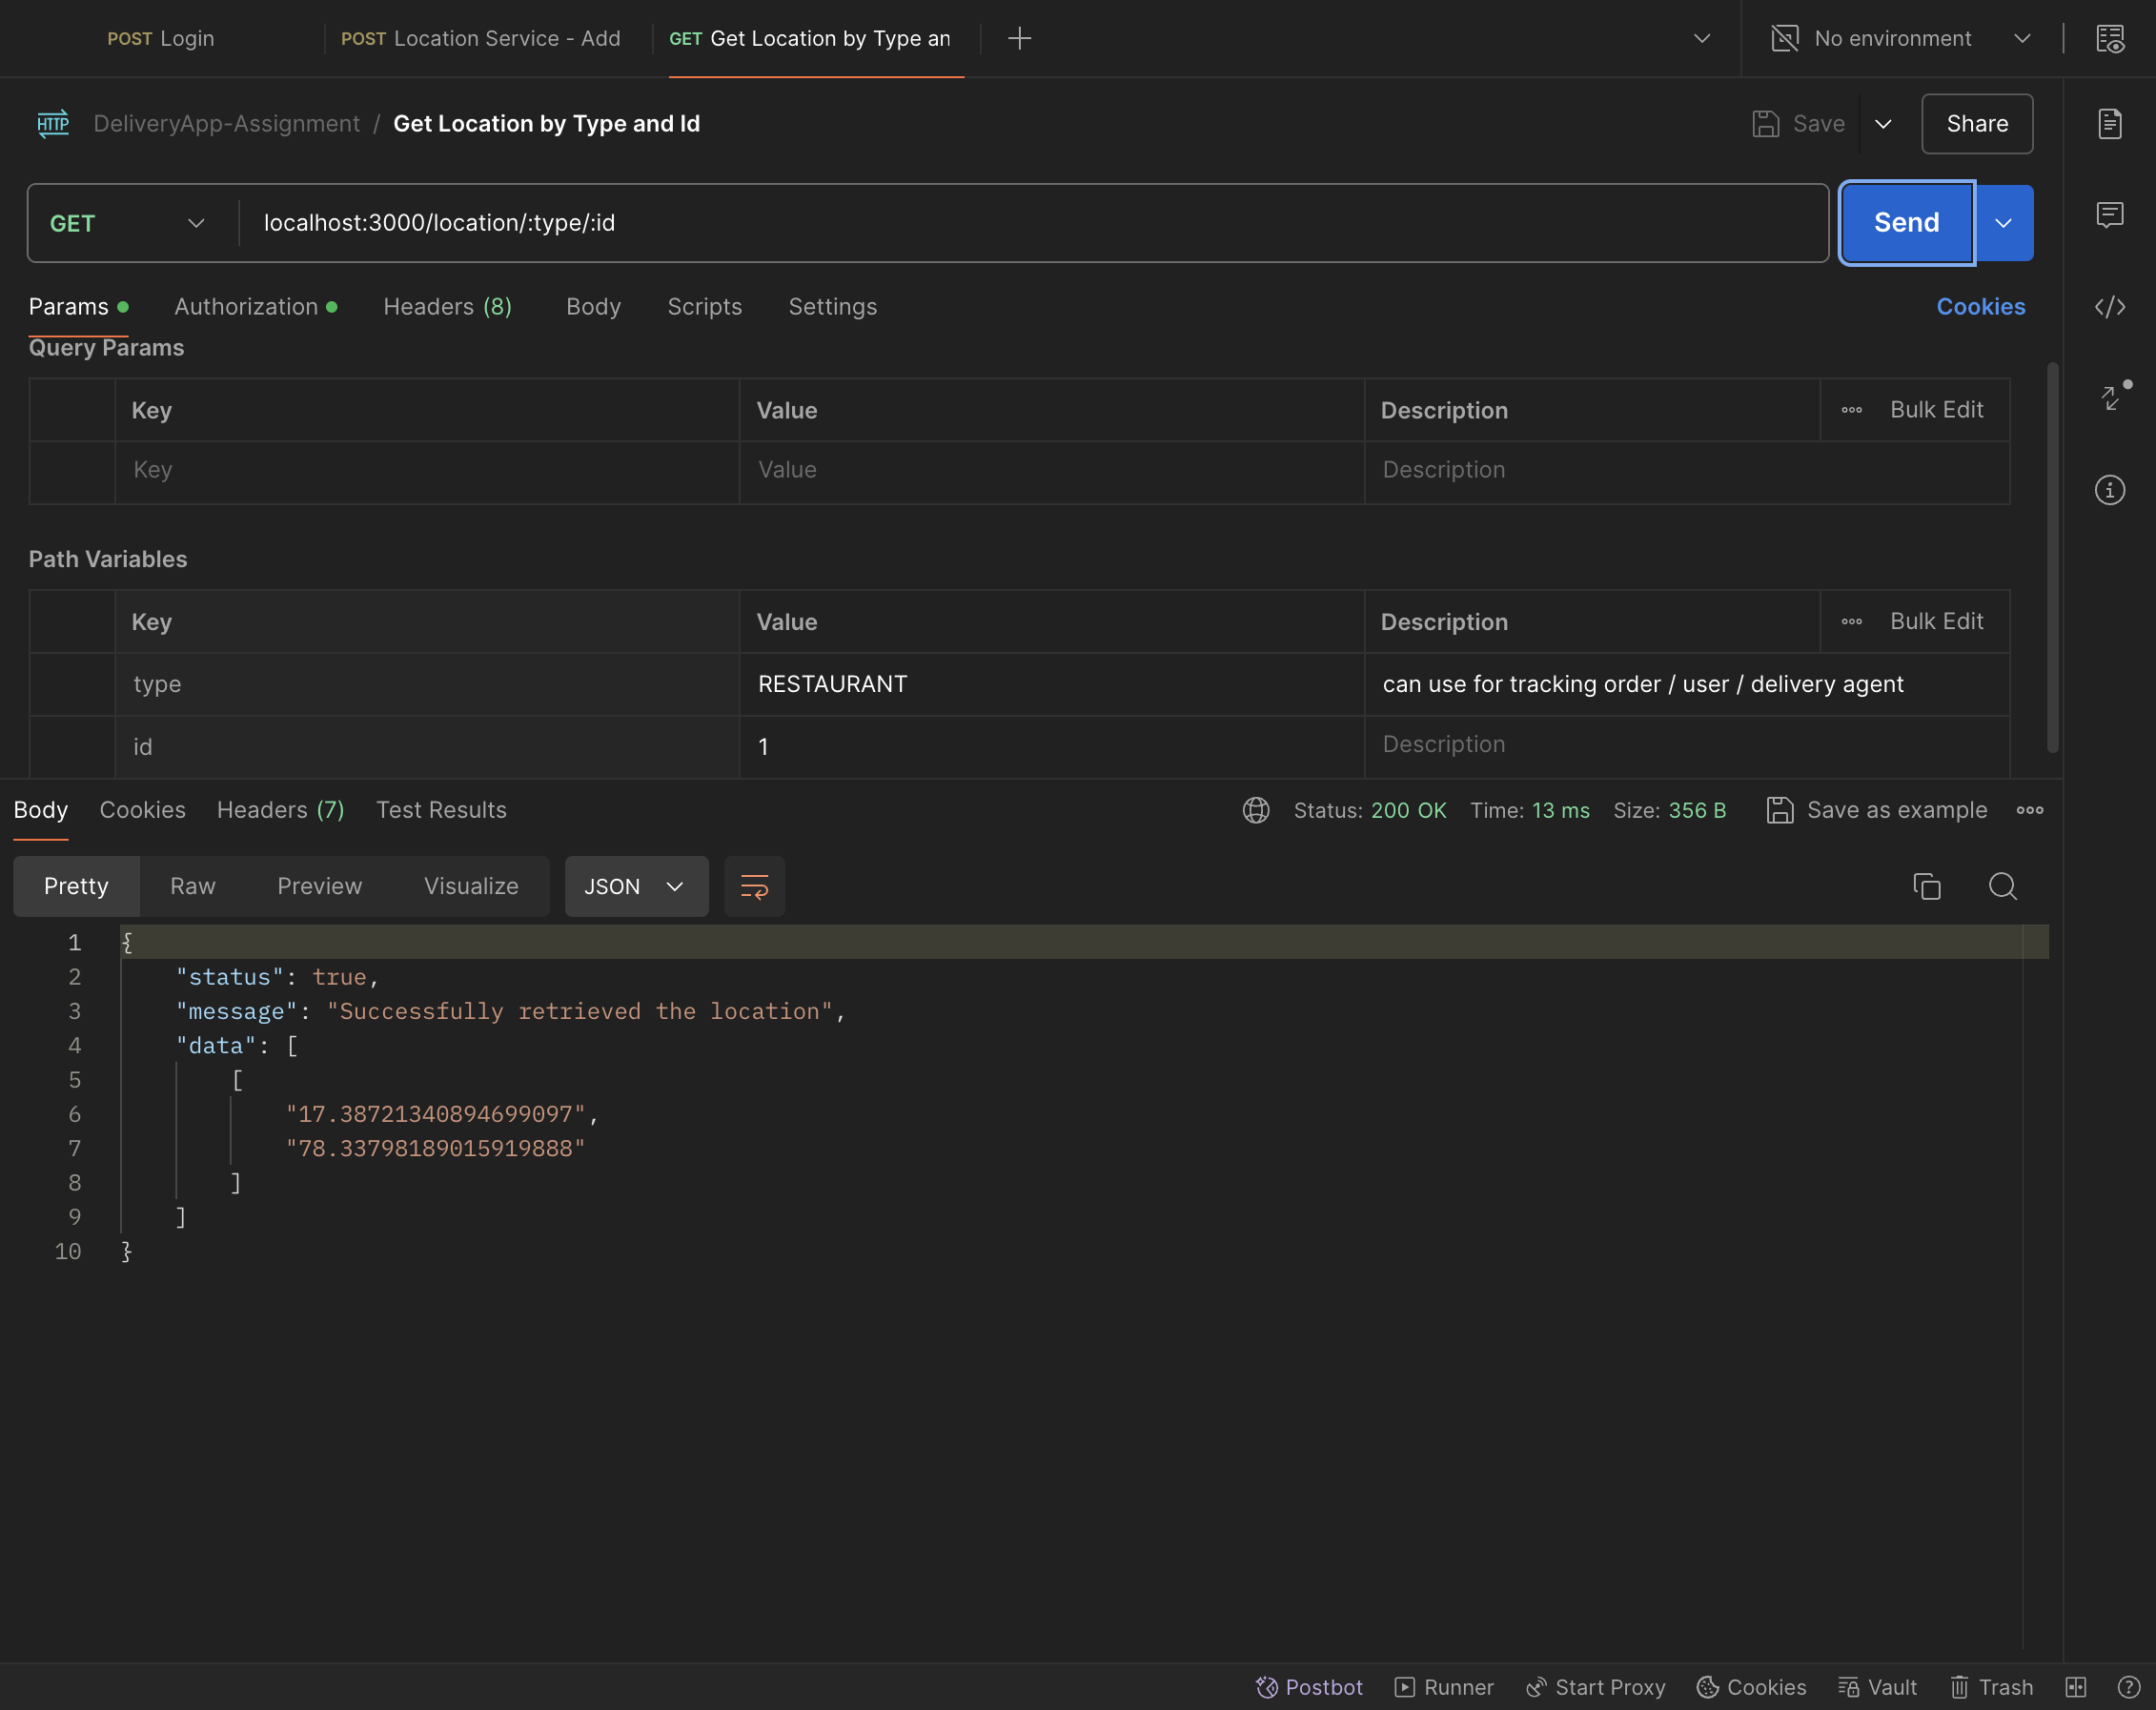 POST Login
POST Location Service - Add
GET Get Location by Type an
No environment
HTTP DeliveryApp-Assignment / Get Location by Type and Id
Save
Share
GET
localhost:3000/location/:type/:id
Send
Params
Authorization
Headers (8)
Body
Scripts
Settings
Cookies
Query Params
Key Value Description Bulk Edit
Key Value Description
Path Variables
Key Value Description Bulk Edit
type RESTAURANT can use for tracking order / user / delivery agent
id 1 Description
Body Cookies Headers (7) Test Results
Status: 200 OK Time: 13 ms Size: 356 B Save as example
Pretty Raw Preview Visualize JSON
1 {
2 "status": true,
3 "message": "Successfully retrieved the location",
4 "data": [
5 [
6 "17.38721340894699097",
7 "78.33798189015919888"
8 ]
9 ]
10 }
Postbot Runner Start Proxy Cookies Vault Trash